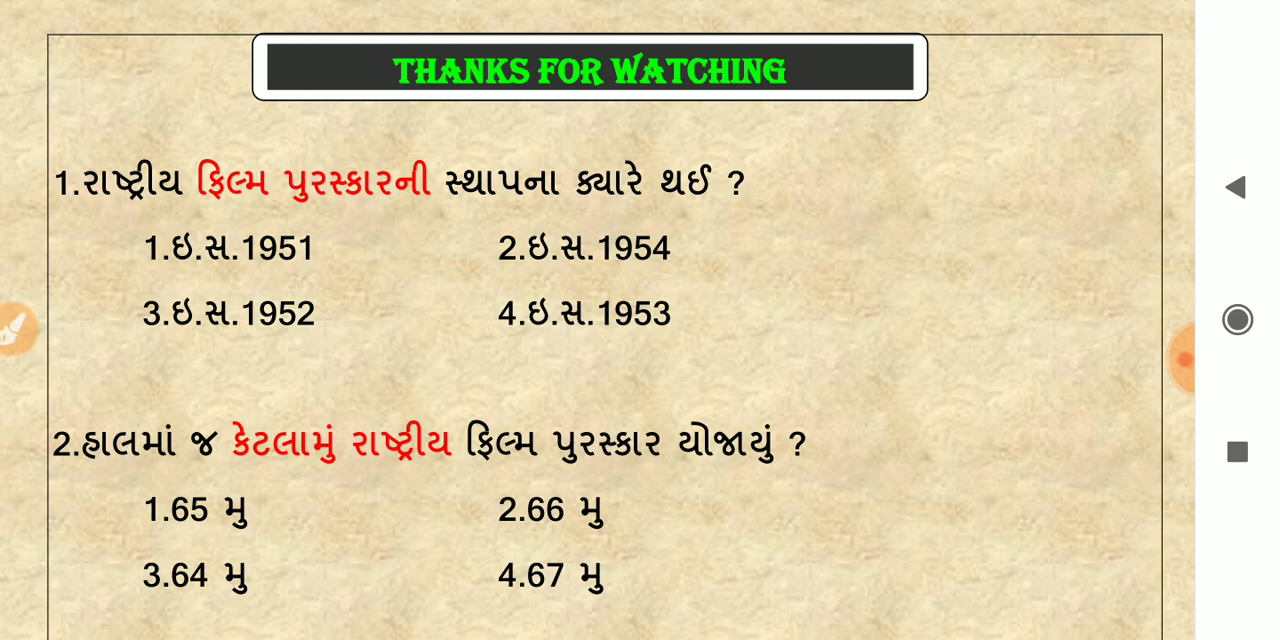 THANKS FOR WATCHING
1.રાષ્ટ્રીય ફિલ્મ પુરસ્કારની સ્થાપના ક્યારે થઈ ?
1.ઇ.સ.1951 2.ઇ.સ.1954
3.ઇ.સ.1952 4.ઇ.સ.1953
2.હાલમાં જ કેટલામું રાષ્ટ્રીય ફિલ્મ પુરસ્કાર યોજાયું ?
1.65 મુ 2.66 મુ
3.64 મુ 4.67 મુ